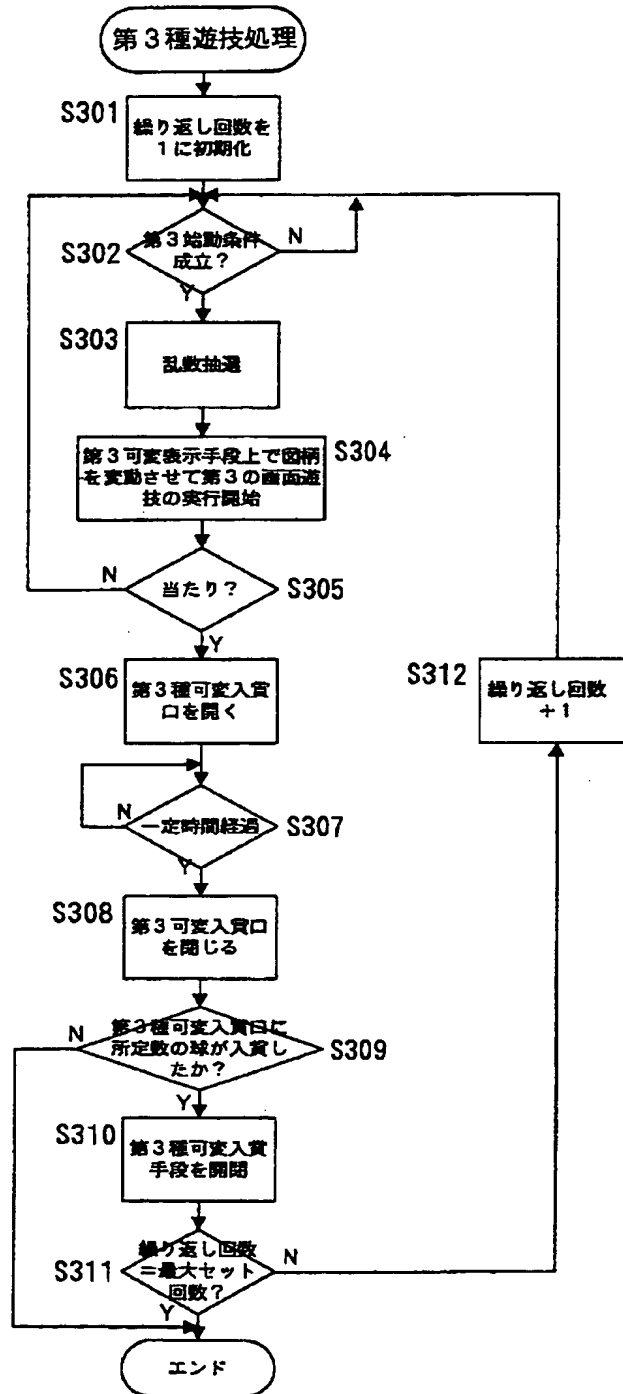 第３種遊技処理
S301
繰り返し回数を
１に初期化
S302
第３始動条件
成立？
N
Y
S303
乱数抽選
第３可変表示手段上で図柄
を変動させて第３の画面遊
技の実行開始
S304
N
当たり？
S305
Y
S306
第３種可変入賞
口を開く
S312
繰り返し回数
＋１
N
一定時間経過
S307
Y
S308
第３可変入賞口
を閉じる
N
第３種可変入賞口に
所定数の球が入賞し
たか？
S309
Y
S310
第３種可変入賞
手段を開閉
S311
繰り返し回数
＝最大セット
回数？
N
Y
エンド